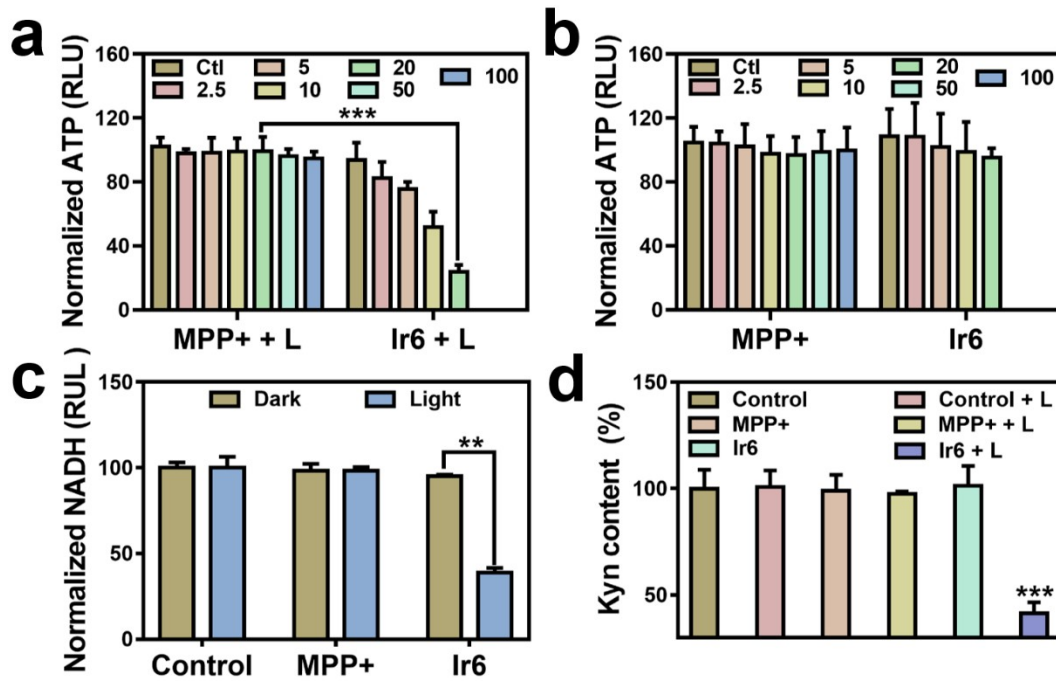 a
Normalized ATP (RLU)
160
120
80
40
0
Ctl 5 20 100
2.5 10 50
***
MPP+ + L Ir6 + L
b
Normalized ATP (RLU)
160
120
80
40
0
Ctl 5 20 100
2.5 10 50
MPP+ Ir6
c
Normalized NADH (RUL)
150
100
50
0
Dark Light
**
Control MPP+ Ir6
d
Kyn content (%)
150
100
50
Control Control + L
MPP+ MPP+ + L
Ir6 Ir6 + L
***